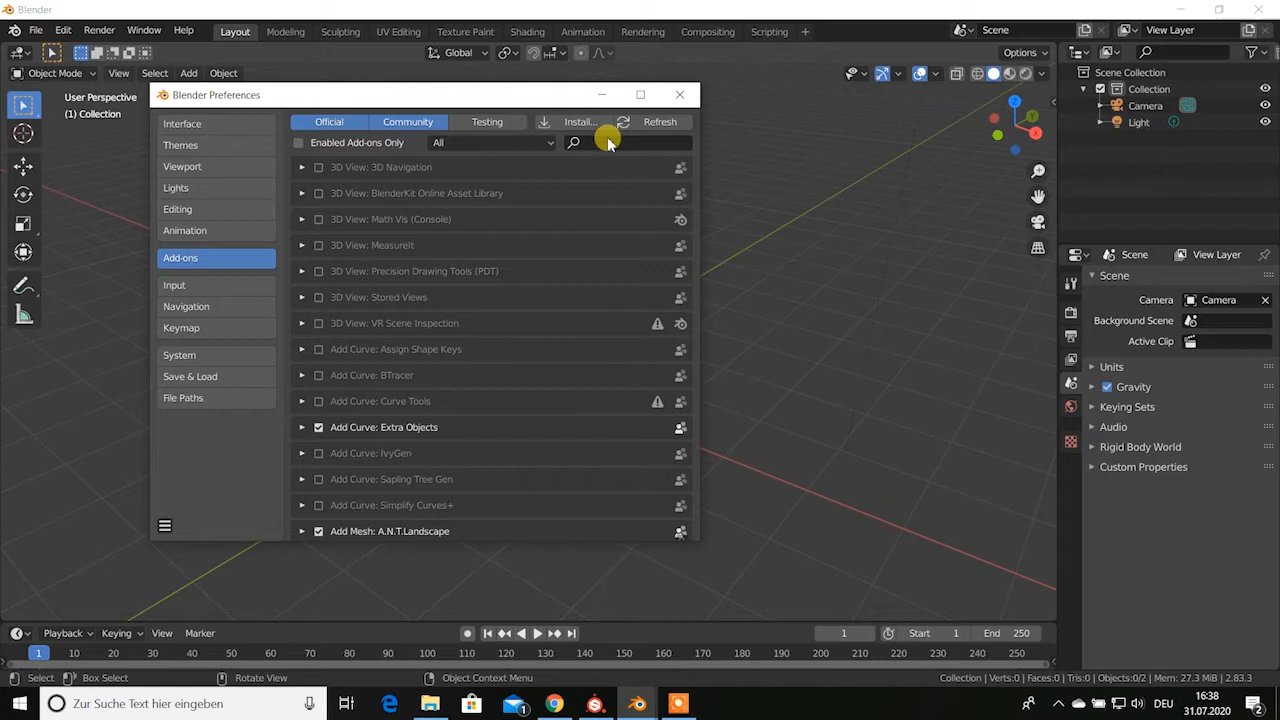 Blender
File Edit Render Window Help Layout Modeling Sculpting UV Editing Texture Paint Shading Animation Rendering Compositing Scripting + Scene View Layer
Global Options
Object Mode View Select Add Object
User Perspective
(1) Collection
Blender Preferences
Interface
Themes
Viewport
Lights
Editing
Animation
Add-ons
Input
Navigation
Keymap
System
Save & Load
File Paths
Official Community Testing Install... Refresh
Enabled Add-ons Only All
3D View: 3D Navigation
3D View: BlenderKit Online Asset Library
3D View: Math Vis (Console)
3D View: MeasureIt
3D View: Precision Drawing Tools (PDT)
3D View: Stored Views
3D View: VR Scene Inspection
Add Curve: Assign Shape Keys
Add Curve: BTracer
Add Curve: Curve Tools
Add Curve: Extra Objects
Add Curve: IvyGen
Add Curve: Sapling Tree Gen
Add Curve: Simplify Curves+
Add Mesh: A.N.T.Landscape
Z
Y
X
Scene Collection
Collection
Camera
Light
Scene View Layer
Scene
Camera Camera
Background Scene
Active Clip
Units
Gravity
Keying Sets
Audio
Rigid Body World
Custom Properties
Playback Keying View Marker 1 Start 1 End 250
1 10 20 30 40 50 60 70 80 90 100 110 120 130 140 150 160 170 180 190 200 210 220 230 240 250
Select Box Select Rotate View Object Context Menu Collection | Verts:0 | Faces:0 | Tris:0 | Objects:0/2 | Mem: 27.3 MiB | 2.83.3
Zur Suche Text hier eingeben 1 DEU 16:38
31.07.2020 2